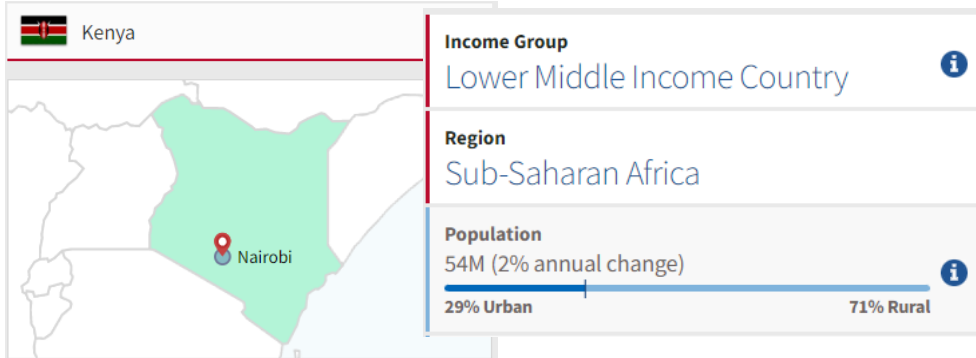 Kenya
Nairobi
Income Group
Lower Middle Income Country
Region
Sub-Saharan Africa
Population
54M (2% annual change)
29% Urban 71% Rural